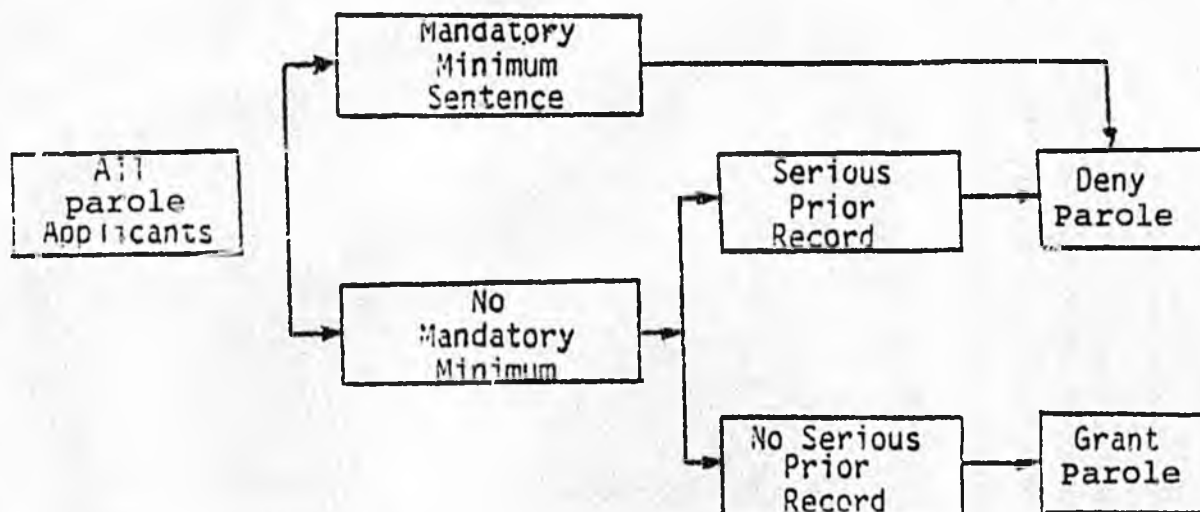 Mandatory
Minimum
Sentence
All
parole
Applicants
Serious
Prior
Record
Deny
Parole
No
Mandatory
Minimum
No Serious
Prior
Record
Grant
Parole